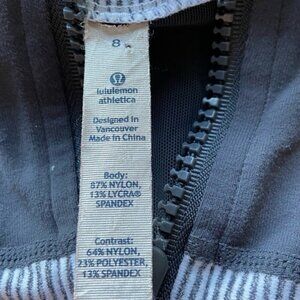 8
lululemon
athletica
Designed in
Vancouver
Made in China
Body:
87% NYLON,
13% LYCRA®
SPANDEX
Contrast:
64% NYLON,
23% POLYESTER,
13% SPANDEX